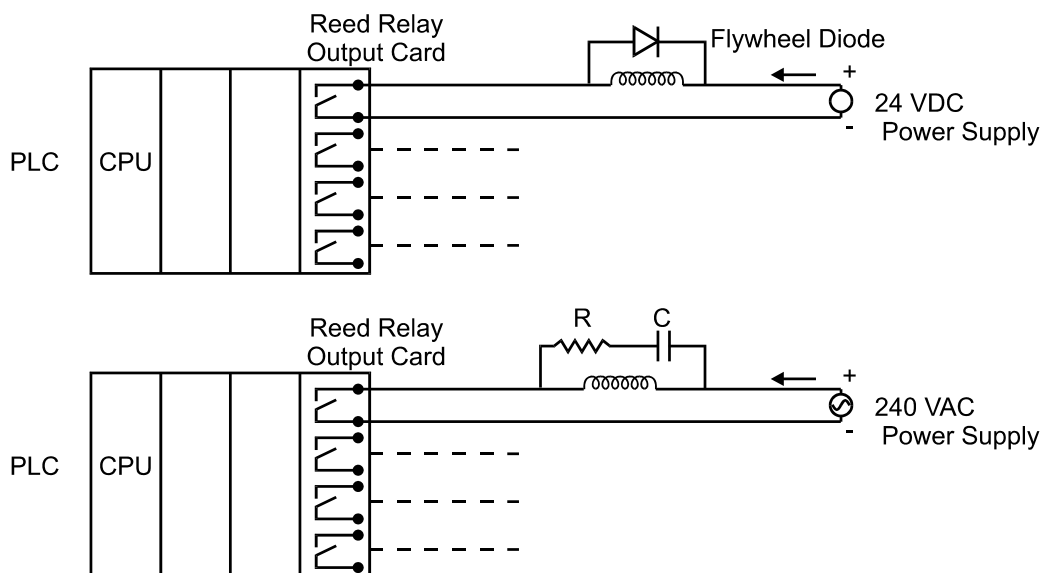 Reed Relay
Output Card
Flywheel Diode
+
24 VDC
Power Supply
-
PLC
CPU
Reed Relay
Output Card
R
C
+
240 VAC
Power Supply
-
PLC
CPU